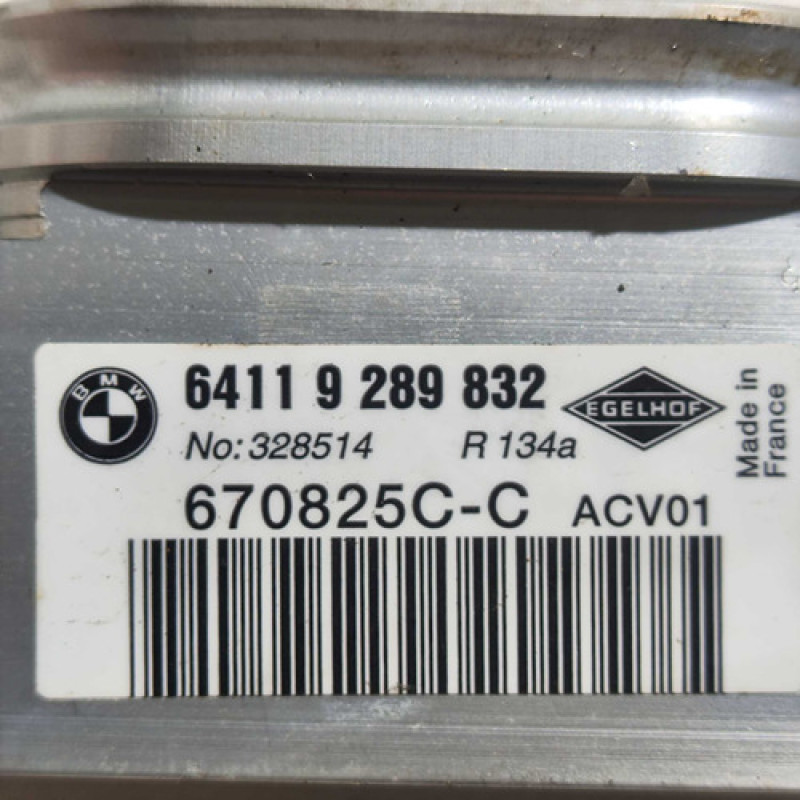 BMW
6411 9 289 832
EGELHOF
Made in
France
No: 328514 R 134a
670825C-C ACV01